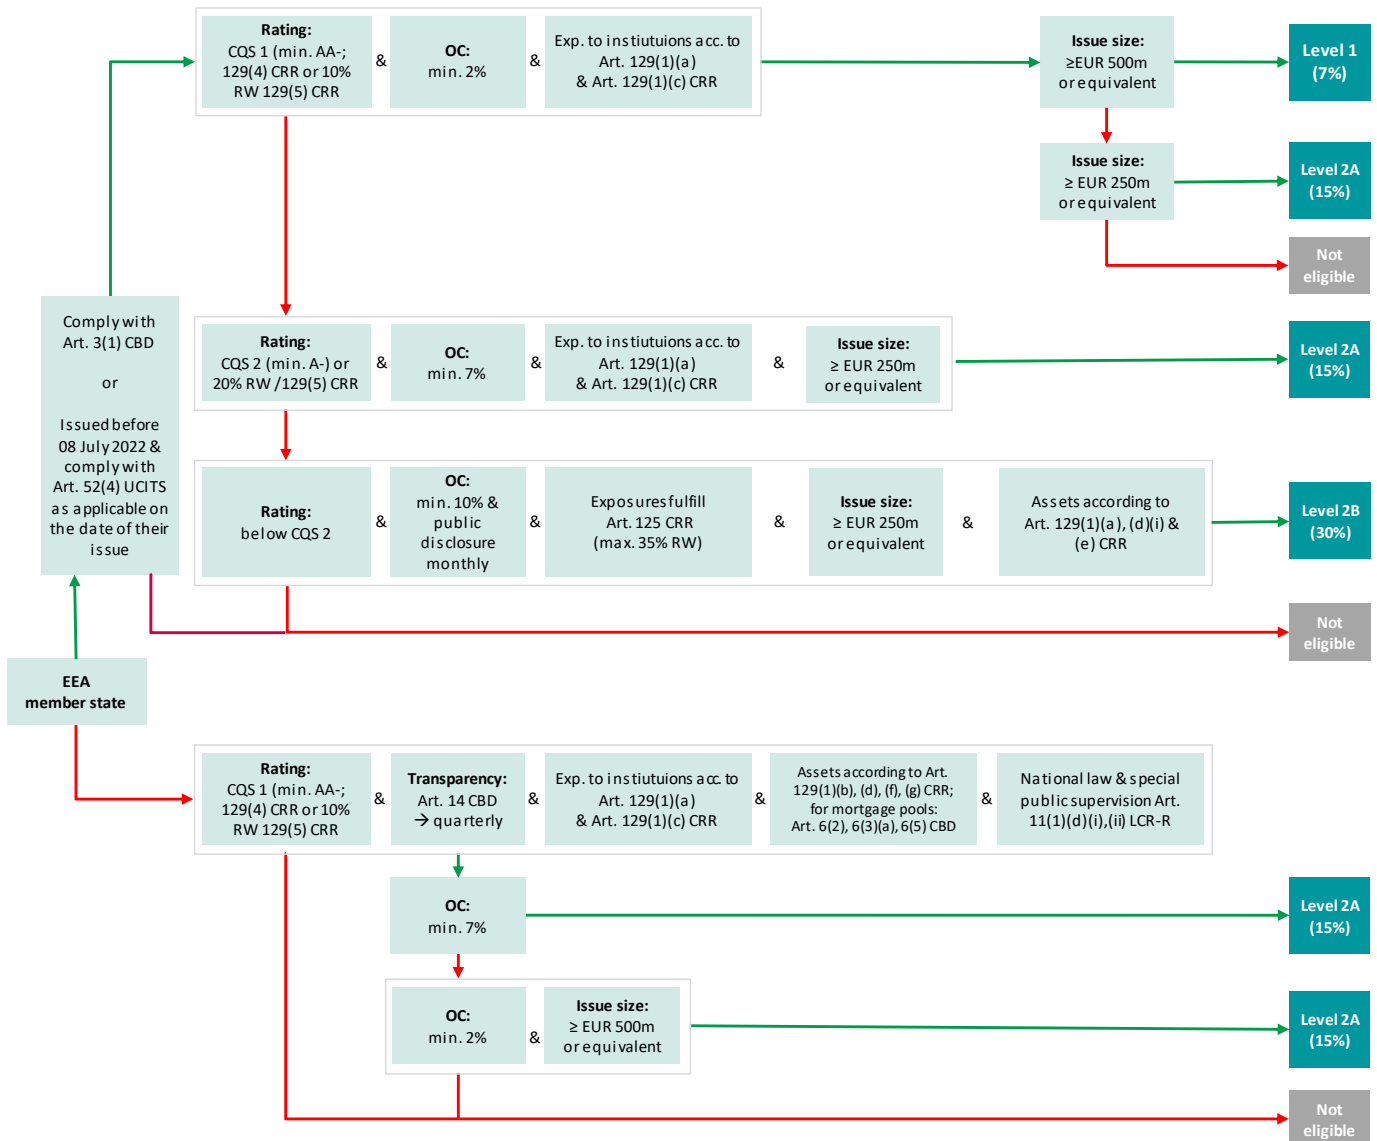 Rating:
CQS 1 (min. AA-;
129(4) CRR or 10%
RW 129(5) CRR
&
OC:
min. 2%
&
Exp. to instiutuions acc. to
Art. 129(1)(a)
& Art. 129(1)(c) CRR
Issue size:
≥EUR 500m
or equivalent
Level 1
(7%)
Issue size:
≥ EUR 250m
or equivalent
Level 2A
(15%)
Not
eligible
Comply with
Art. 3(1) CBD
or
Issued before
08 July 2022 &
comply with
Art. 52(4) UCITS
as applicable on
the date of their
issue
Rating:
CQS 2 (min. A-) or
20% RW /129(5) CRR
&
OC:
min. 7%
&
Exp. to instiutuions acc. to
Art. 129(1)(a)
& Art. 129(1)(c) CRR
&
Issue size:
≥ EUR 250m
or equivalent
Level 2A
(15%)
Rating:
below CQS 2
&
OC:
min. 10% &
public
disclosure
monthly
&
Exposures fulfill
Art. 125 CRR
(max. 35% RW)
&
Issue size:
≥ EUR 250m
or equivalent
&
Assets according to
Art. 129(1)(a), (d)(i) &
(e) CRR
Level 2B
(30%)
Not
eligible
EEA
member state
Rating:
CQS 1 (min. AA-;
129(4) CRR or 10%
RW 129(5) CRR
&
Transparency:
Art. 14 CBD
→ quarterly
&
Exp. to instiutuions acc. to
Art. 129(1)(a)
& Art. 129(1)(c) CRR
&
Assets according to Art.
129(1)(b), (d), (f), (g) CRR;
for mortgage pools:
Art. 6(2), 6(3)(a), 6(5) CBD
&
National law & special
public supervision Art.
11(1)(d)(i),(ii) LCR-R
OC:
min. 7%
Level 2A
(15%)
OC:
min. 2%
&
Issue size:
≥ EUR 500m
or equivalent
Level 2A
(15%)
Not
eligible